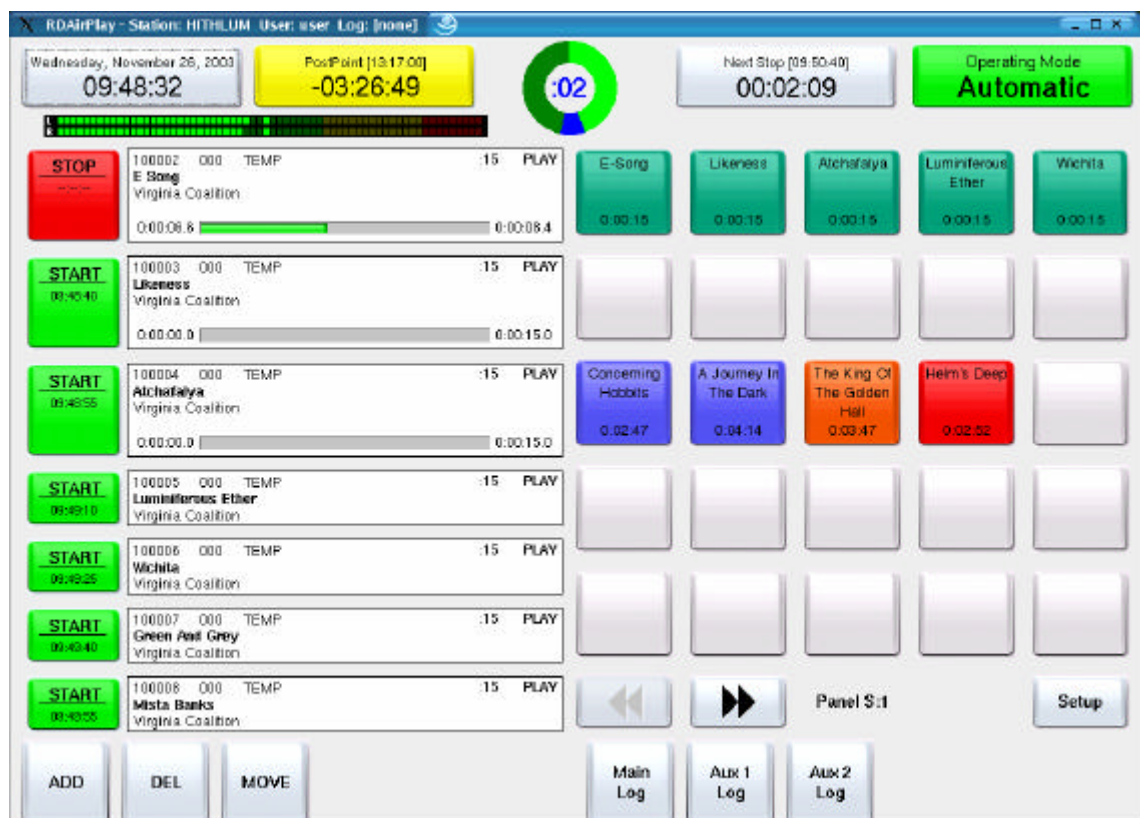 RDAirPlay - Station: HITHLUM User: user Log: [none]
Wednesday, November 26, 2003
09:48:32
PostPoint [13:17:00]
-03:26:49
:02
Next Stop [09:50:40]
00:02:09
Operating Mode
Automatic
L
R
STOP
-:--:--
100002 000 TEMP :15 PLAY
E Song
Virginia Coalition
0:00:06.6 0:00:08.4
START
09:48:40
100003 000 TEMP :15 PLAY
Likeness
Virginia Coalition
0:00:00.0 0:00:15.0
START
09:48:55
100004 000 TEMP :15 PLAY
Atchafalya
Virginia Coalition
0:00:00.0 0:00:15.0
START
09:49:10
100005 000 TEMP :15 PLAY
Luminiferous Ether
Virginia Coalition
START
09:49:25
100006 000 TEMP :15 PLAY
Wichita
Virginia Coalition
START
09:49:40
100007 000 TEMP :15 PLAY
Green And Grey
Virginia Coalition
START
100008 000 TEMP :15 PLAY
Mista Banks
Virginia Coalition
E-Song
0:00:15
Likeness
0:00:15
Atchafalya
0:00:15
Luminiferous
Ether
0:00:15
Wichita
0:00:15
Concerning
Hobbits
0:02:47
A Journey In
The Dark
0:04:14
The King Of
The Golden
Hall
0:03:47
Helm's Deep
0:02:52
Panel S:1
Setup
ADD
DEL
MOVE
Main
Log
Aux 1
Log
Aux 2
Log